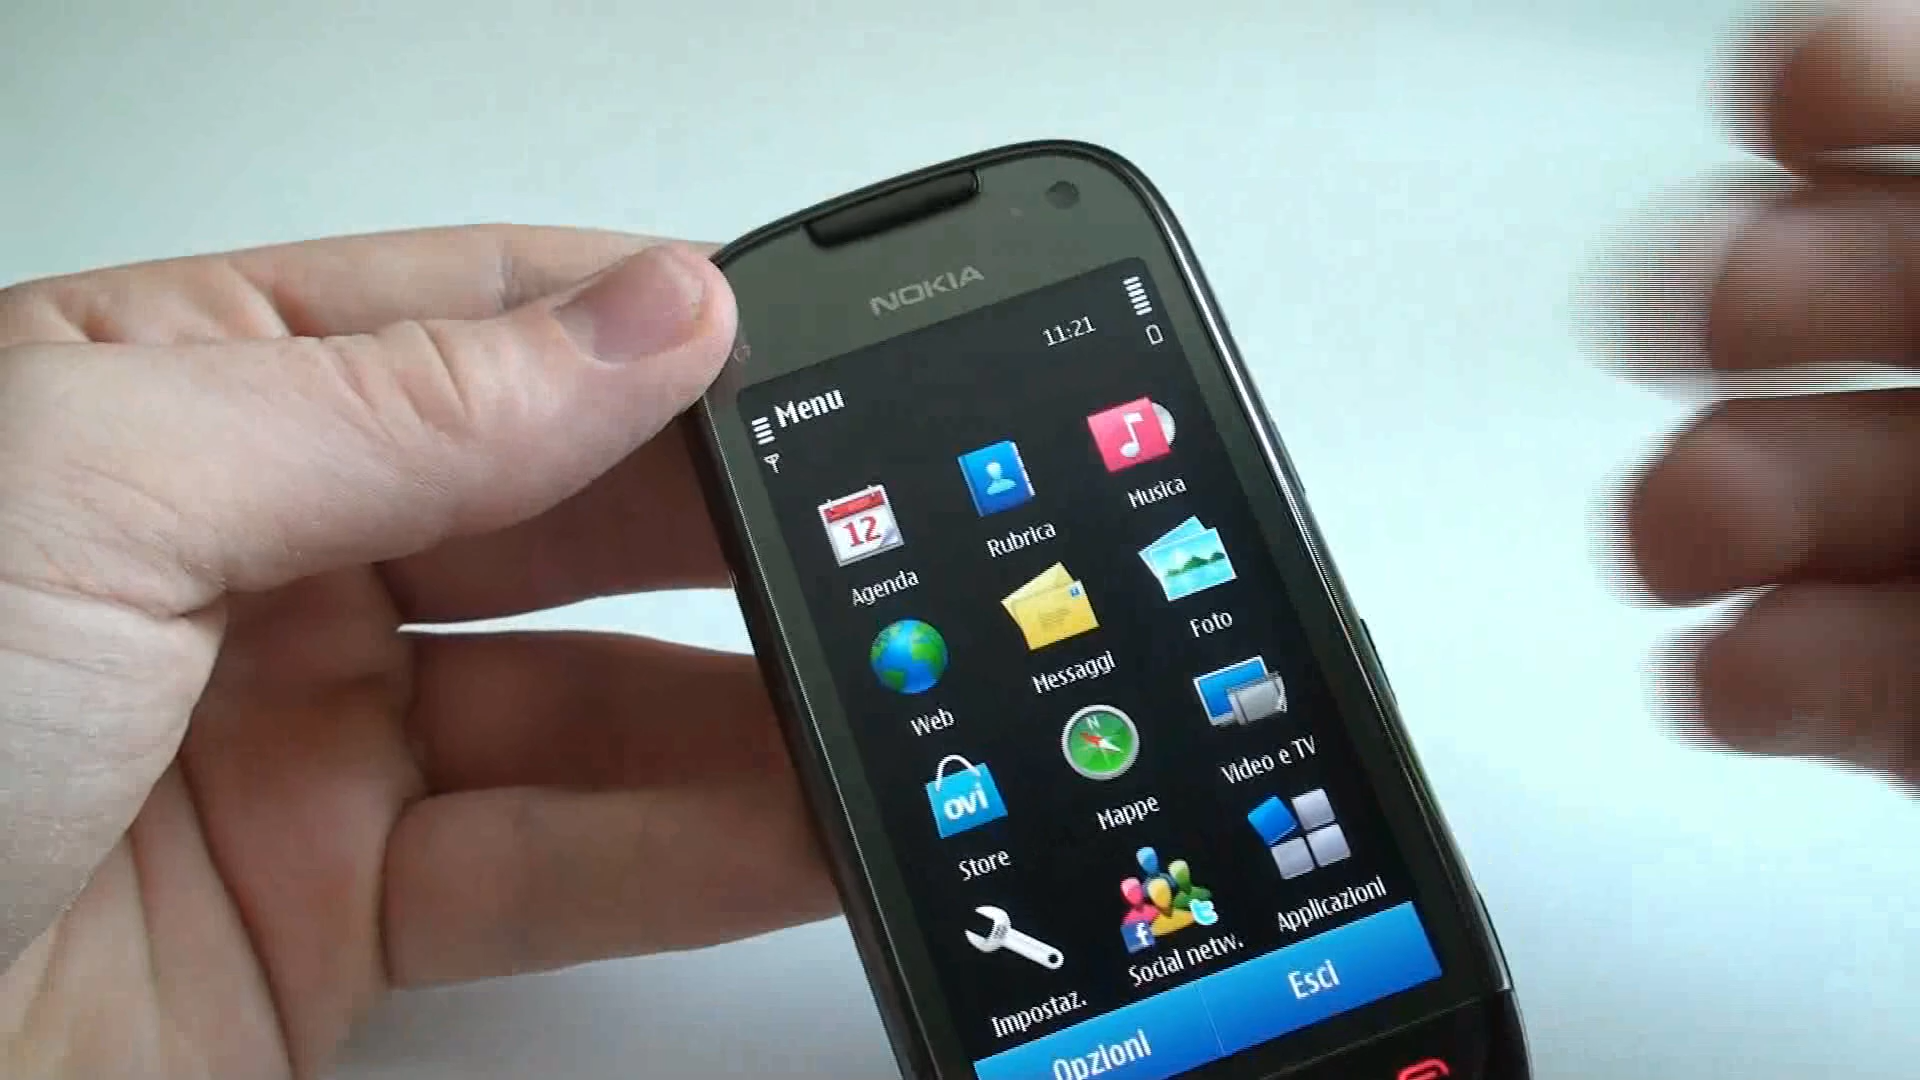 NOKIA
11:21
Menu
12
Agenda
Rubrica
Musica
Web
Messaggi
Foto
N
ovi
Store
Mappe
Video e TV
f
Impostaz.
Social netw.
Applicazioni
Opzioni
Esci